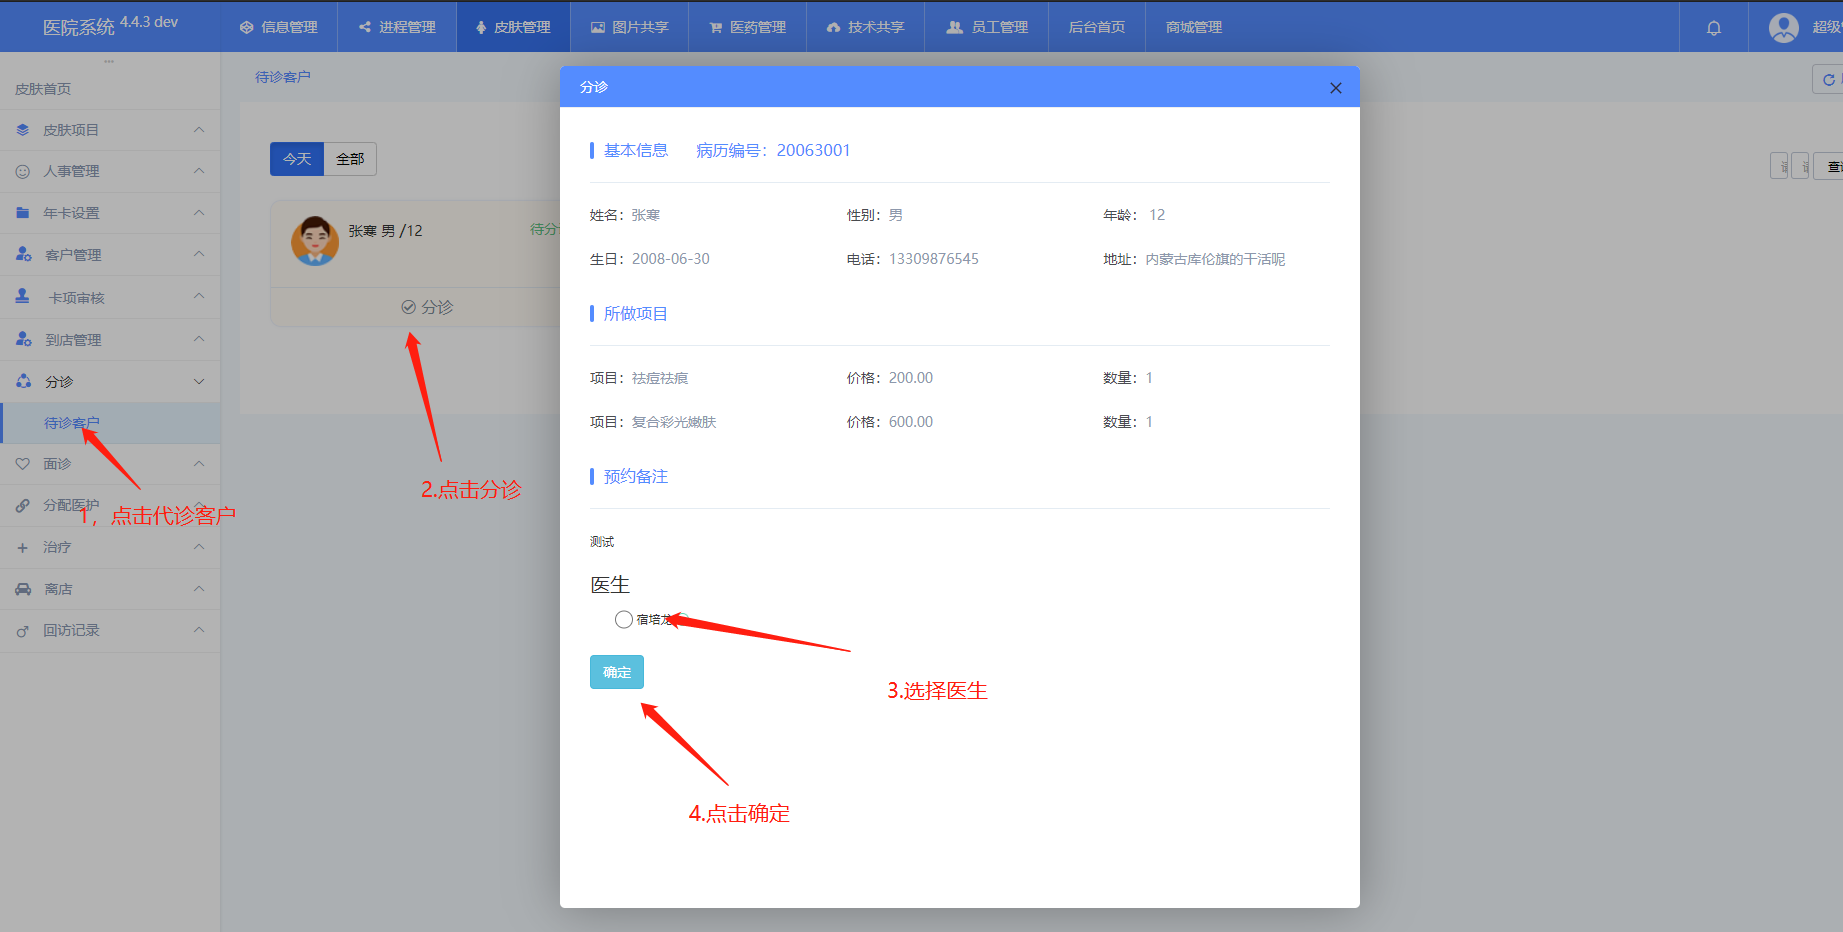 医院系统 4.4.3 dev
信息管理
进程管理
皮肤管理
图片共享
医药管理
技术共享
员工管理
后台首页
商城管理
超级
皮肤首页
皮肤项目
人事管理
年卡设置
客户管理
卡项审核
到店管理
分诊
待诊客户
面诊
分配医护
治疗
离店
回访记录
1，点击代诊客户
待诊客户
今天 全部
张寒 男 /12
待分
分诊
2.点击分诊
分诊
基本信息 病历编号：20063001
姓名：张寒 性别：男 年龄： 12
生日：2008-06-30 电话：13309876545 地址：内蒙古库伦旗的干活呢
所做项目
项目：祛痘祛痕 价格：200.00 数量：1
项目：复合彩光嫩肤 价格：600.00 数量：1
预约备注
测试
医生
宿培龙
确定
3.选择医生
4.点击确定